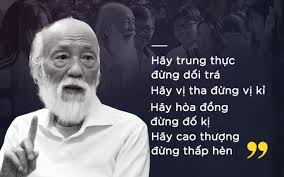 Hãy trung thực
đừng dối trá
Hãy vị tha đừng vị kỉ
Hãy hòa đồng
đừng đố kị
Hãy cao thượng
đừng thấp hèn